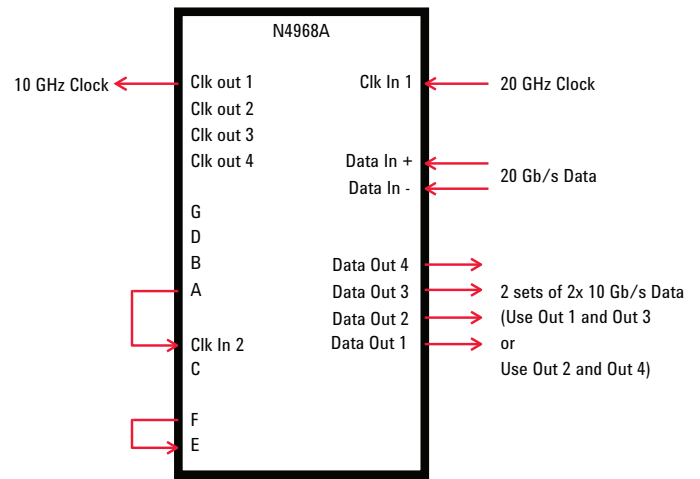 N4968A
10 GHz Clock
Clk out 1
Clk In 1
20 GHz Clock
Clk out 2
Clk out 3
Clk out 4
Data In +
Data In -
20 Gb/s Data
G
D
B
A
Data Out 4
Data Out 3
Data Out 2
Data Out 1
2 sets of 2x 10 Gb/s Data
(Use Out 1 and Out 3
or
Use Out 2 and Out 4)
Clk In 2
C
F
E